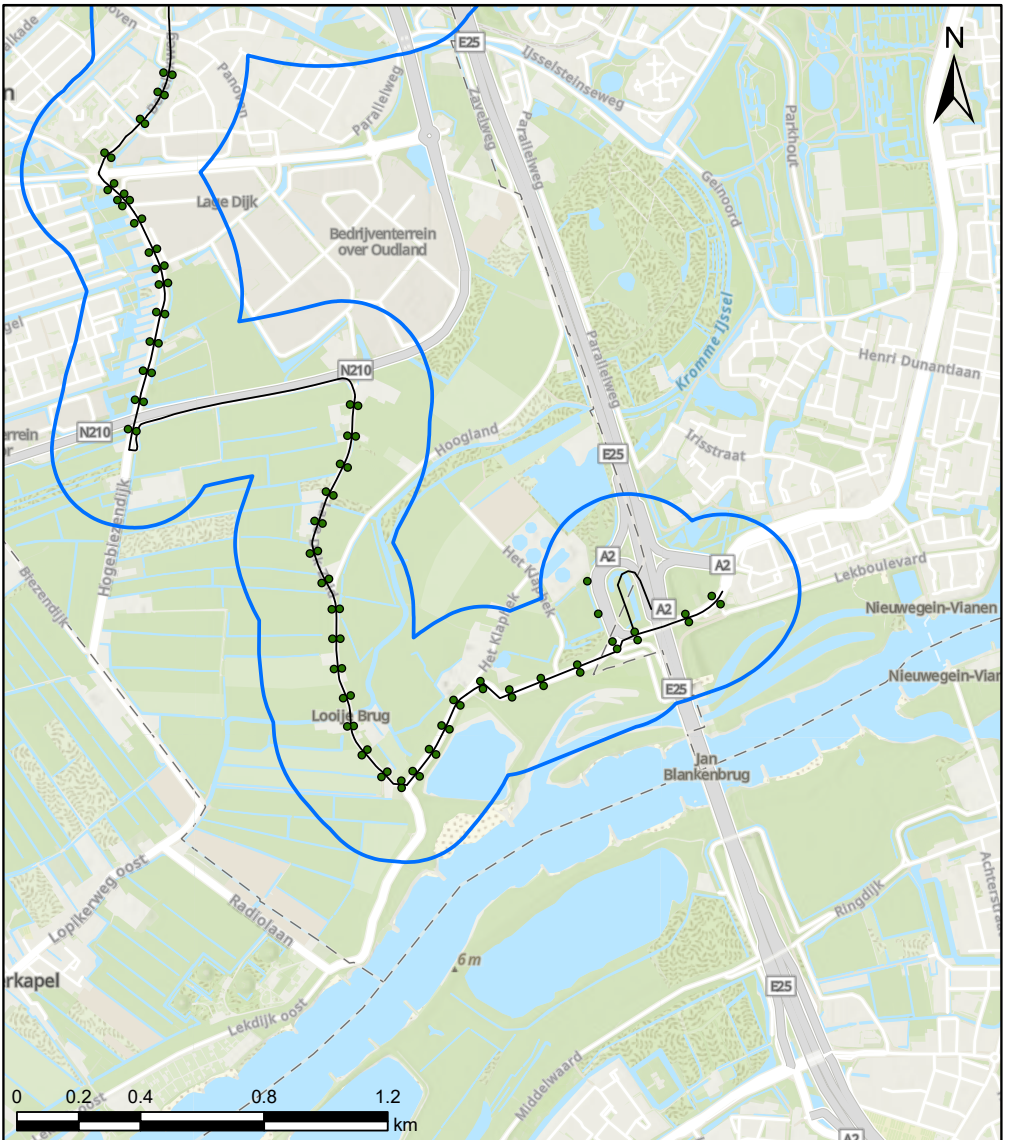 Panoven
Parallelweg
E25
IJsselsteinseweg
N
Zavelweg
Parallelweg
Parkhout
Geinoord
Lage Dijk
Bedrijventerrein
over Oudland
Kromme IJssel
Parallelweg
Henri Dunantlaan
N210
N210
Hoogland
Irisstraat
E25
Hogebiezendijk
Biezendijk
Het Klaphek
A2
A2
Lekboulevard
A2
Nieuwegein-Vianen
Het Klaphek
E25
Looije Brug
Jan
Blankenbrug
Lopikerweg oost
Radiolaan
Ringdijk
6 m
E25
Lekdijk oost
Middelwaard
0 0.2 0.4 0.8 1.2
km
A2